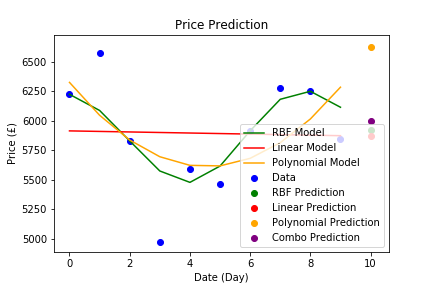 Price Prediction
Price (£)
6500
6250
6000
5750
5500
5250
5000
RBF Model
Linear Model
Polynomial Model
Data
RBF Prediction
Linear Prediction
Polynomial Prediction
Combo Prediction
0
2
4
6
8
10
Date (Day)